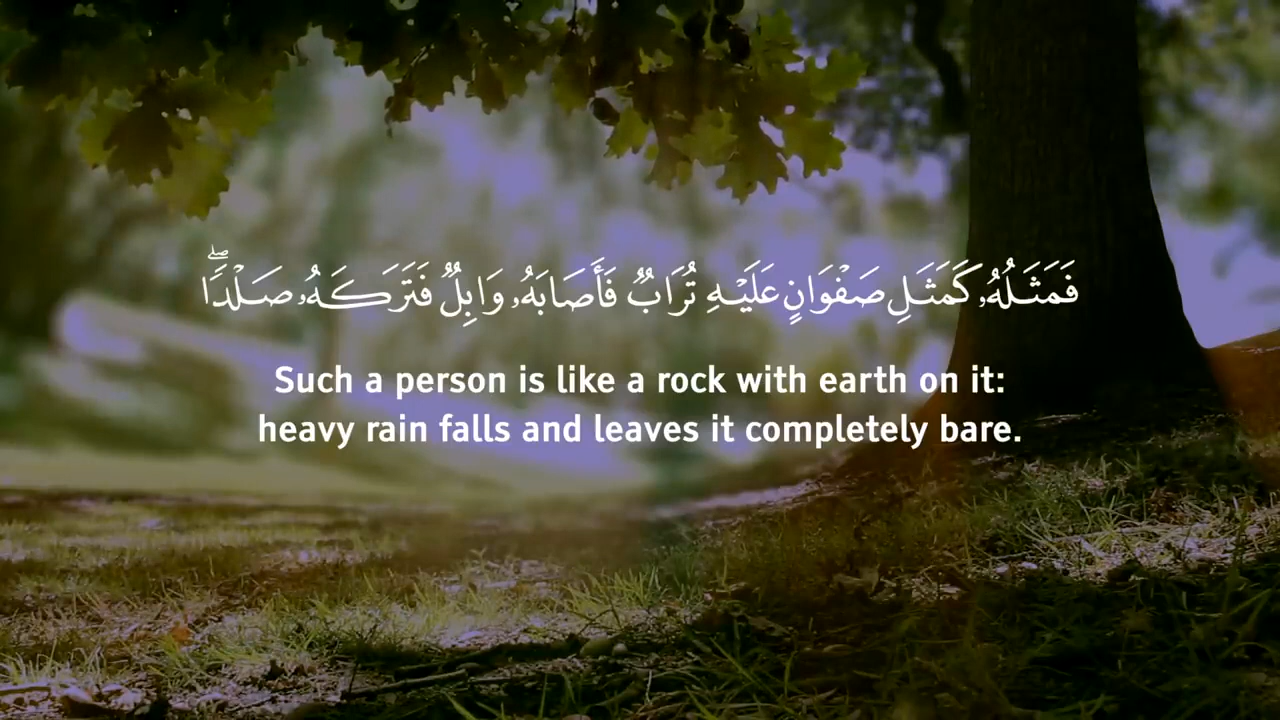 فَمَثَلُهُۥ كَمَثَلِ صَفْوَانٍ عَلَيْهِ تُرَابٌ فَأَصَابَهُۥ وَابِلٌ فَتَرَكَهُۥ صَلْدًا ۖ
Such a person is like a rock with earth on it:
heavy rain falls and leaves it completely bare.